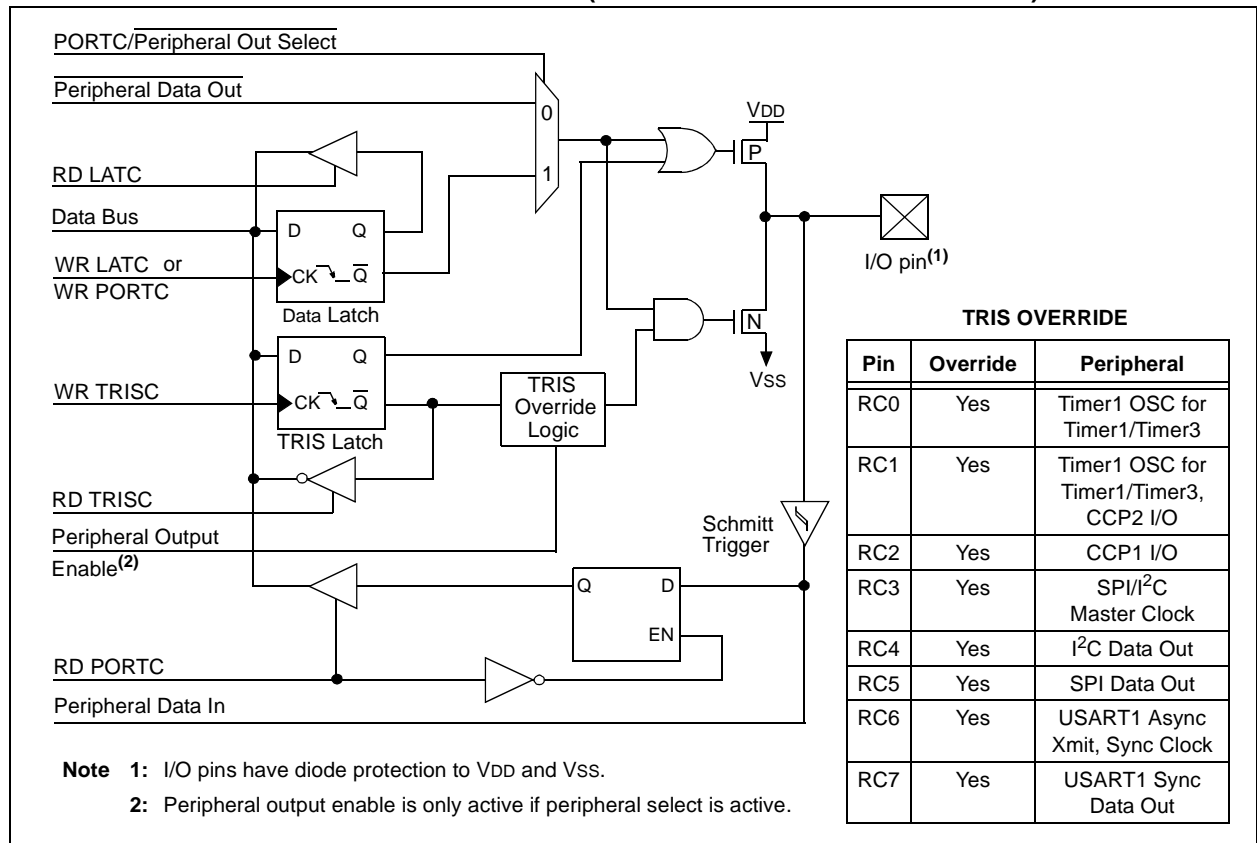 PORTC/Peripheral Out Select
Peripheral Data Out
0
1
VDD
P
RD LATC
Data Bus
D Q
WR LATC or
WR PORTC
CK Q
Data Latch
I/O pin(1)
N
VSS
D Q
WR TRISC
CK Q
TRIS Latch
TRIS
Override
Logic
RD TRISC
Peripheral Output
Enable(2)
Schmitt
Trigger
Q D
EN
RD PORTC
Peripheral Data In
TRIS OVERRIDE
Pin Override Peripheral
RC0 Yes Timer1 OSC for
Timer1/Timer3
RC1 Yes Timer1 OSC for
Timer1/Timer3,
CCP2 I/O
RC2 Yes CCP1 I/O
RC3 Yes SPI/I2C
Master Clock
RC4 Yes I2C Data Out
RC5 Yes SPI Data Out
RC6 Yes USART1 Async
Xmit, Sync Clock
RC7 Yes USART1 Sync
Data Out
Note 1: I/O pins have diode protection to VDD and VSS.
2: Peripheral output enable is only active if peripheral select is active.